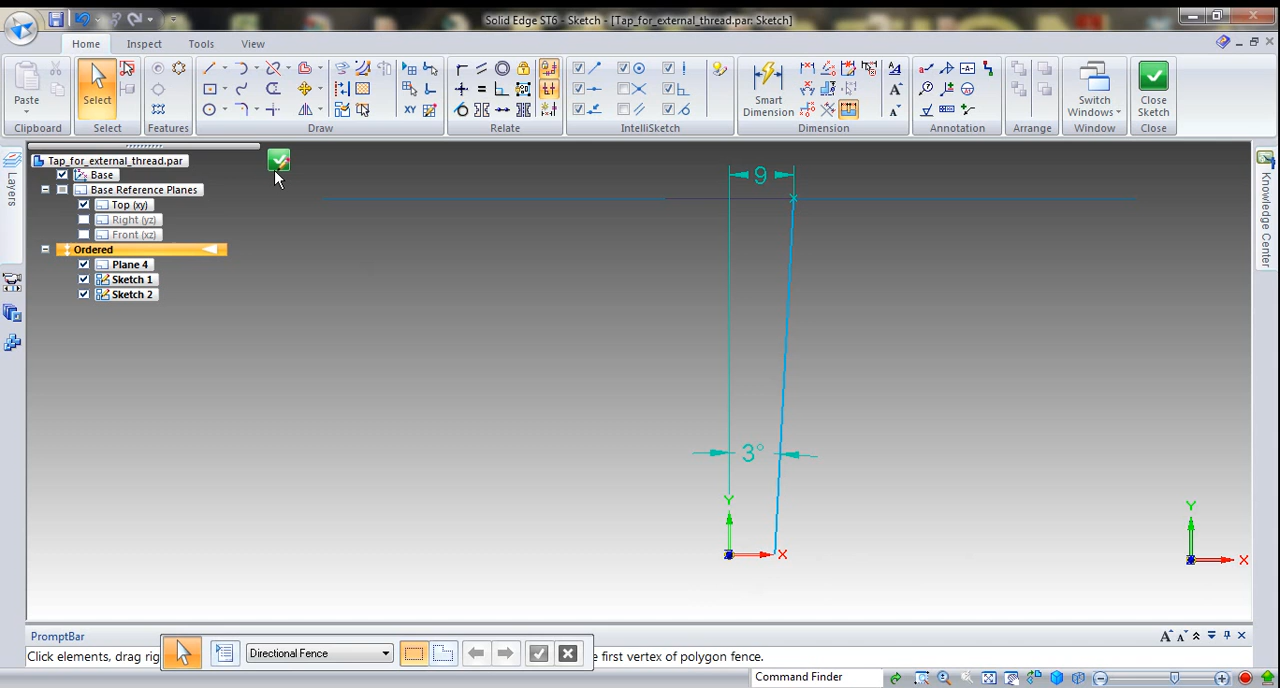 Solid Edge ST6 - Sketch - [Tap_for_external_thread.par: Sketch]
Home
Inspect
Tools
View
Paste
Select
Smart
Dimension
Switch
Windows
Close
Sketch
Clipboard
Select
Features
Draw
Relate
IntelliSketch
Dimension
Annotation
Arrange
Window
Close
XY
Layers
Tap_for_external_thread.par
Base
Base Reference Planes
Top (xy)
Right (yz)
Front (xz)
Ordered
Plane 4
Sketch 1
Sketch 2
9
3°
Y
X
Y
X
Knowledge Center
PromptBar
Click elements, drag rig
Directional Fence
e first vertex of polygon fence.
Command Finder